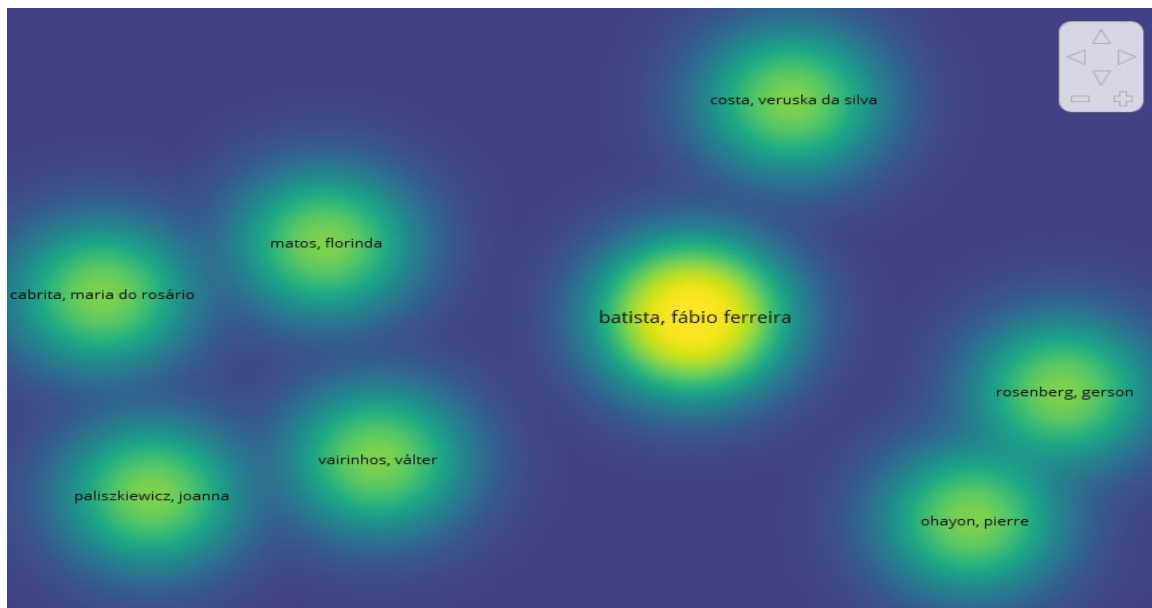 costa, veruska da silva
matos, florinda
cabrita, maria do rosário
batista, fábio ferreira
rosenberg, gerson
vairinhos, válter
paliszkiewicz, joanna
ohayon, pierre